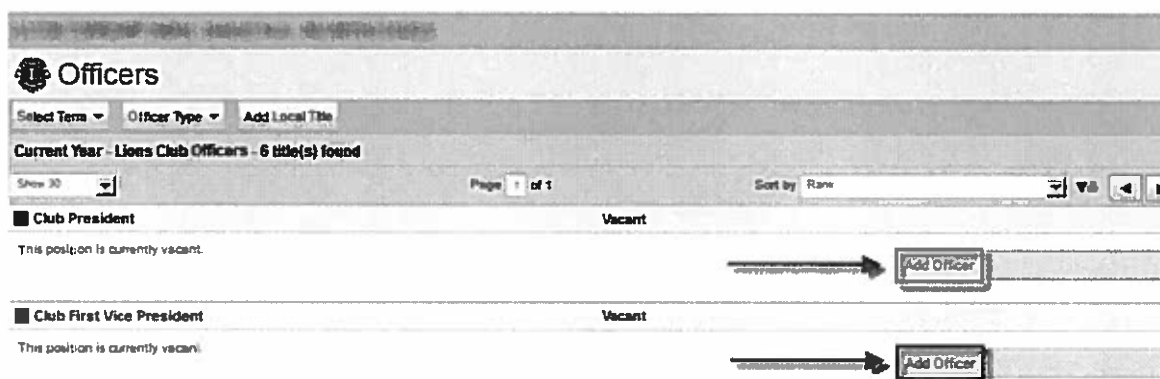 Officers
Select Term Officer Type Add Local Title
Current Year - Lions Club Officers - 6 title(s) found
Show 30 Page 1 of 1 Sort by Rank
Club President Vacant
This position is currently vacant.
Add Officer
Club First Vice President Vacant
This position is currently vacant.
Add Officer